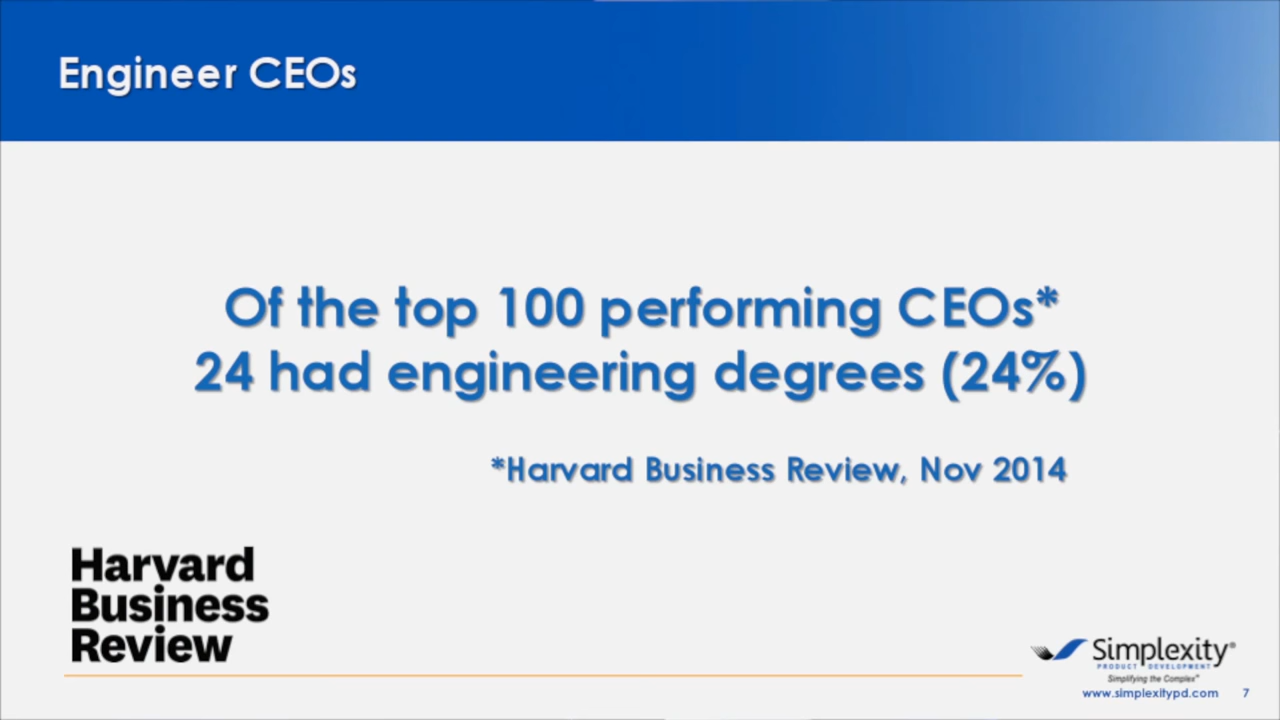 Engineer CEOs
Of the top 100 performing CEOs*
24 had engineering degrees (24%)
*Harvard Business Review, Nov 2014
Harvard
Business
Review
Simplexity®
PRODUCT DEVELOPMENT
Simplifying the Complex™
www.simplexitypd.com 7